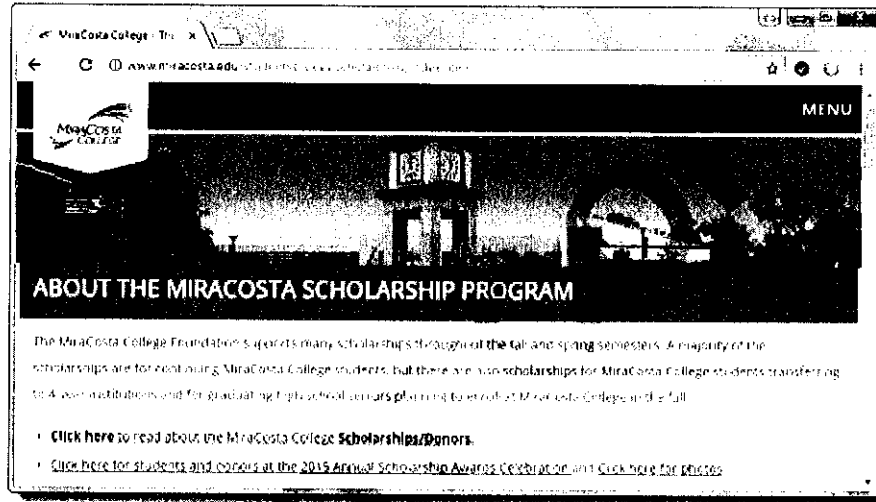 MiraCosta College - Th
www.miracosta.edu
MENU
MIRACOSTA
COLLEGE
ABOUT THE MIRACOSTA SCHOLARSHIP PROGRAM
The MiraCosta College Foundation supports many scholarships throughout the fall and spring semesters. A majority of the
scholarships are for continuing MiraCosta College students, but there are also scholarships for MiraCosta College students transferring
to 4-year institutions and for graduating high school seniors planning to enroll at MiraCosta College in the fall.
Click here to read about the MiraCosta College Scholarships/Donors.
Click here for students and donors at the 2015 Annual Scholarship Awards Celebration and Click here for photos